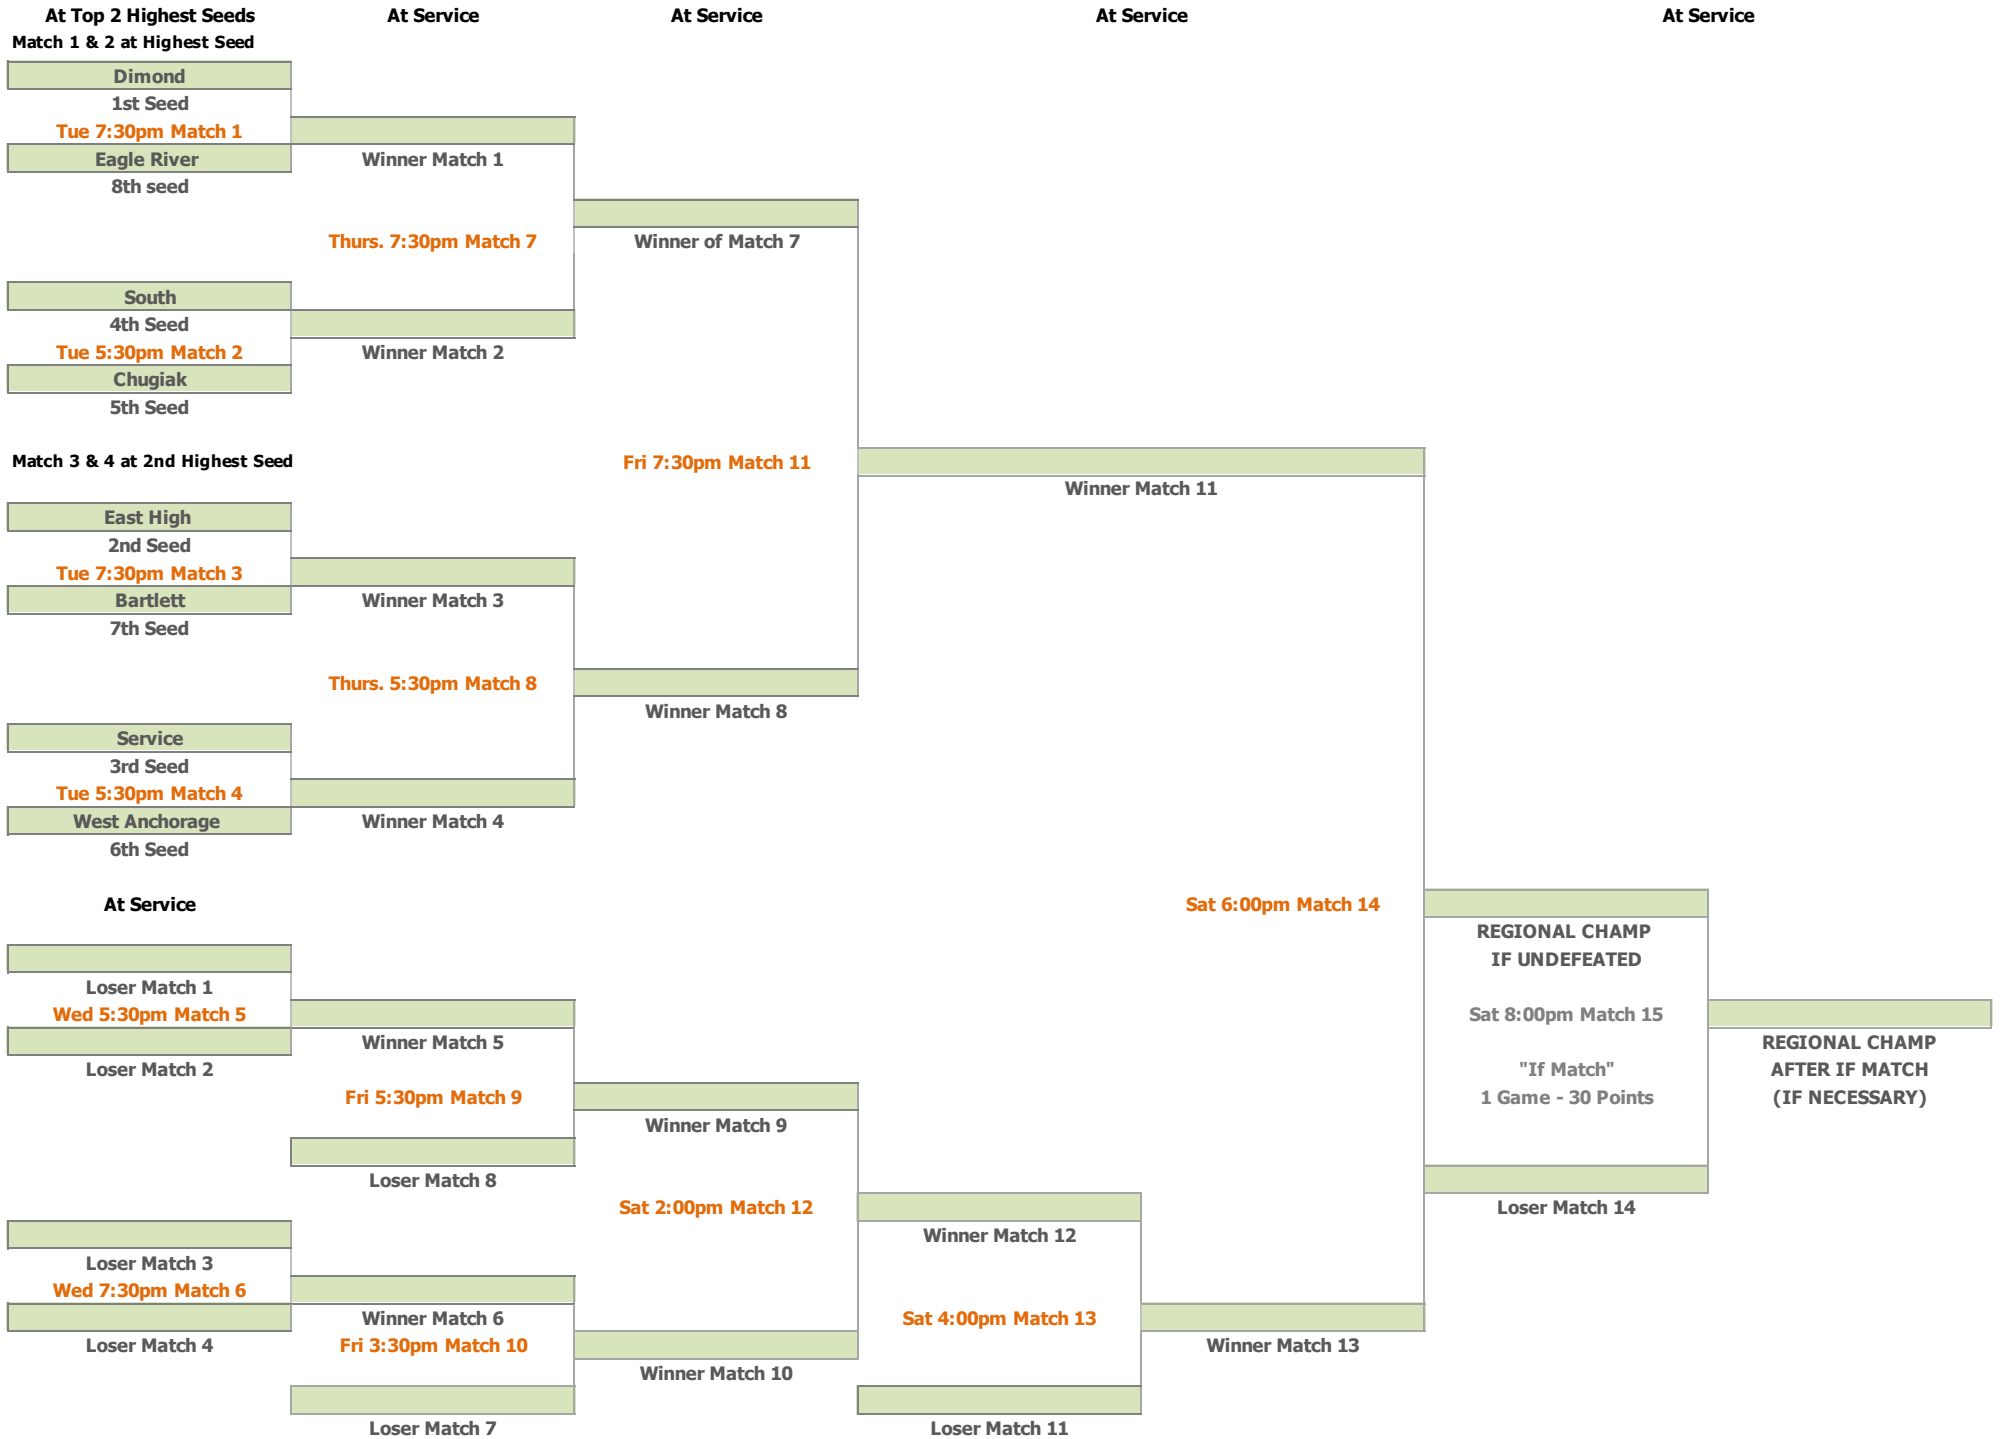 At Top 2 Highest Seeds
At Service
At Service
At Service
At Service
Match 1 & 2 at Highest Seed
Dimond
1st Seed
Tue 7:30pm Match 1
Eagle River
Winner Match 1
8th seed
Thurs. 7:30pm Match 7
Winner of Match 7
South
4th Seed
Tue 5:30pm Match 2
Winner Match 2
Chugiak
5th Seed
Match 3 & 4 at 2nd Highest Seed
Fri 7:30pm Match 11
Winner Match 11
East High
2nd Seed
Tue 7:30pm Match 3
Bartlett
Winner Match 3
7th Seed
Thurs. 5:30pm Match 8
Winner Match 8
Service
3rd Seed
Tue 5:30pm Match 4
West Anchorage
Winner Match 4
6th Seed
At Service
Sat 6:00pm Match 14
REGIONAL CHAMP
IF UNDEFEATED
Loser Match 1
Wed 5:30pm Match 5
Sat 8:00pm Match 15
Winner Match 5
REGIONAL CHAMP
Loser Match 2
"If Match"
AFTER IF MATCH
Fri 5:30pm Match 9
1 Game - 30 Points
(IF NECESSARY)
Winner Match 9
Loser Match 8
Sat 2:00pm Match 12
Loser Match 14
Winner Match 12
Loser Match 3
Wed 7:30pm Match 6
Winner Match 6
Sat 4:00pm Match 13
Loser Match 4
Fri 3:30pm Match 10
Winner Match 13
Winner Match 10
Loser Match 7
Loser Match 11